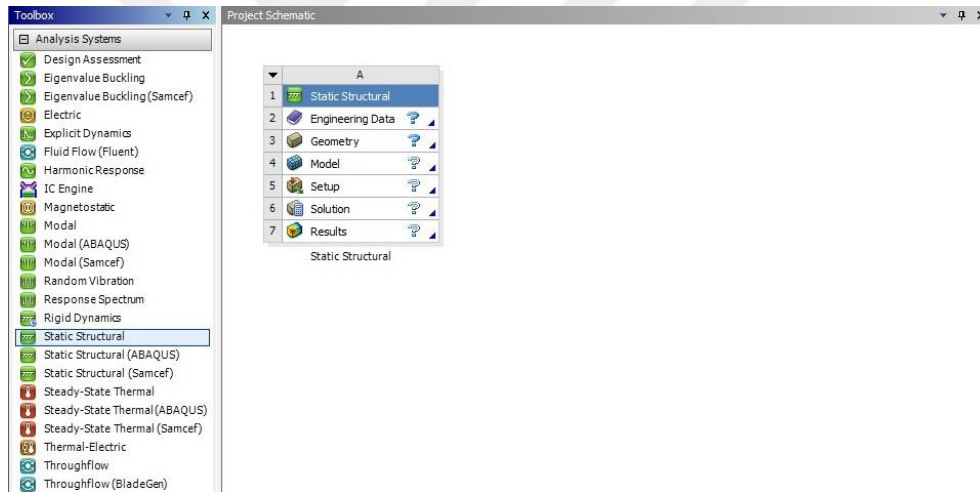 Toolbox
Analysis Systems
Design Assessment
Eigenvalue Buckling
Eigenvalue Buckling (Samcef)
Electric
Explicit Dynamics
Fluid Flow (Fluent)
Harmonic Response
IC Engine
Magnetostatic
Modal
Modal (ABAQUS)
Modal (Samcef)
Random Vibration
Response Spectrum
Rigid Dynamics
Static Structural
Static Structural (ABAQUS)
Static Structural (Samcef)
Steady-State Thermal
Steady-State Thermal (ABAQUS)
Steady-State Thermal (Samcef)
Thermal-Electric
Throughflow
Throughflow (BladeGen)
Project Schematic
A
1 Static Structural
2 Engineering Data ?
3 Geometry ?
4 Model ?
5 Setup ?
6 Solution ?
7 Results ?
Static Structural